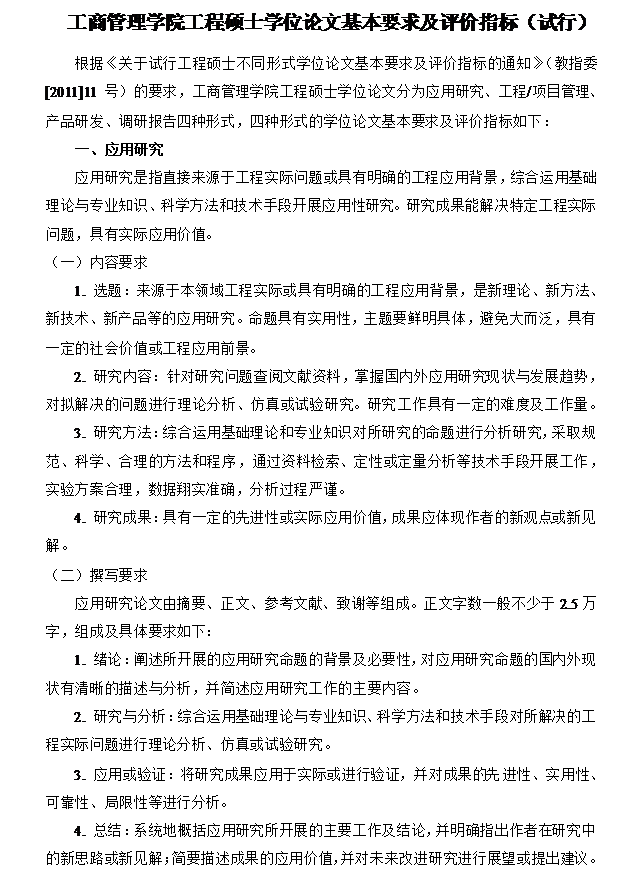 工商管理学院工程硕士学位论文基本要求及评价指标（试行）
根据《关于试行工程硕士不同形式学位论文基本要求及评价指标的通知》（教指委
[2011]11 号）的要求，工商管理学院工程硕士学位论文分为应用研究、工程/项目管理、
产品研发、调研报告四种形式，四种形式的学位论文基本要求及评价指标如下：
一、应用研究
应用研究是指直接来源于工程实际问题或具有明确的工程应用背景，综合运用基础
理论与专业知识、科学方法和技术手段开展应用性研究。研究成果能解决特定工程实际
问题，具有实际应用价值。
（一）内容要求
1. 选题：来源于本领域工程实际或具有明确的工程应用背景，是新理论、新方法、
新技术、新产品等的应用研究。命题具有实用性，主题要鲜明具体，避免大而泛，具有
一定的社会价值或工程应用前景。
2. 研究内容：针对研究问题查阅文献资料，掌握国内外应用研究现状与发展趋势，
对拟解决的问题进行理论分析、仿真或试验研究。研究工作具有一定的难度及工作量。
3. 研究方法：综合运用基础理论和专业知识对所研究的命题进行分析研究，采取规
范、科学、合理的方法和程序，通过资料检索、定性或定量分析等技术手段开展工作，
实验方案合理，数据翔实准确，分析过程严谨。
4. 研究成果：具有一定的先进性或实际应用价值，成果应体现作者的新观点或新见
解。
（二）撰写要求
应用研究论文由摘要、正文、参考文献、致谢等组成。正文字数一般不少于 2.5 万
字，组成及具体要求如下：
1. 绪论：阐述所开展的应用研究命题的背景及必要性，对应用研究命题的国内外现
状有清晰的描述与分析，并简述应用研究工作的主要内容。
2. 研究与分析：综合运用基础理论与专业知识、科学方法和技术手段对所解决的工
程实际问题进行理论分析、仿真或试验研究。
3. 应用或验证：将研究成果应用于实际或进行验证，并对成果的先进性、实用性、
可靠性、局限性等进行分析。
4. 总结：系统地概括应用研究所开展的主要工作及结论，并明确指出作者在研究中
的新思路或新见解；简要描述成果的应用价值，并对未来改进研究进行展望或提出建议。